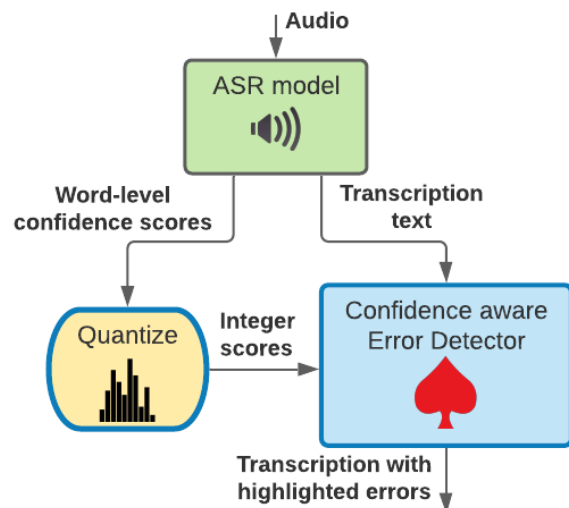 Audio
ASR model
Word-level
confidence scores
Transcription
text
Quantize
Integer
scores
Confidence aware
Error Detector
Transcription with
highlighted errors